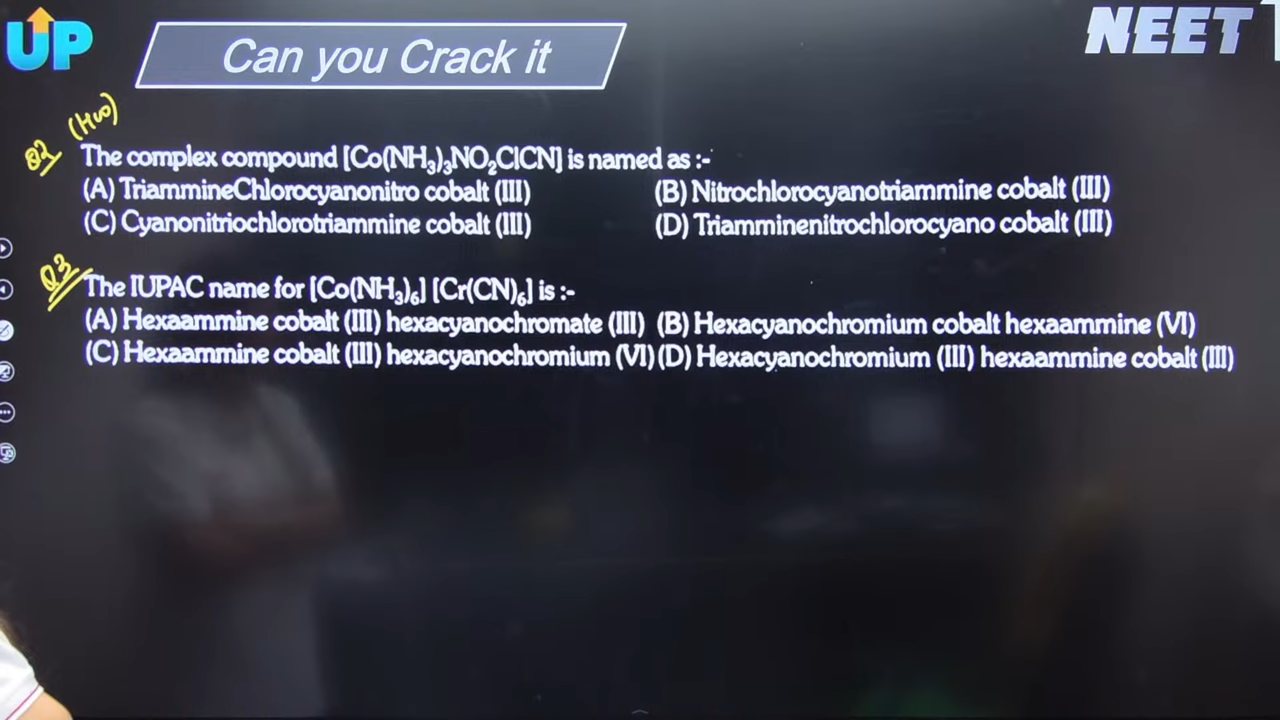 UP
Can you Crack it
NEET
Q2 (HW)
The complex compound [Co(NH₃)₃NO₂ClCN] is named as :-
(A) TriammineChlorocyanonitro cobalt (III) (B) Nitrochlorocyanotriammine cobalt (III)
(C) Cyanonitriochlorotriammine cobalt (III) (D) Triamminenitrochlorocyano cobalt (III)
Q3
The IUPAC name for [Co(NH₃)₆] [Cr(CN)₆] is :-
(A) Hexaammine cobalt (III) hexacyanochromate (III) (B) Hexacyanochromium cobalt hexaammine (VI)
(C) Hexaammine cobalt (III) hexacyanochromium (VI) (D) Hexacyanochromium (III) hexaammine cobalt (III)